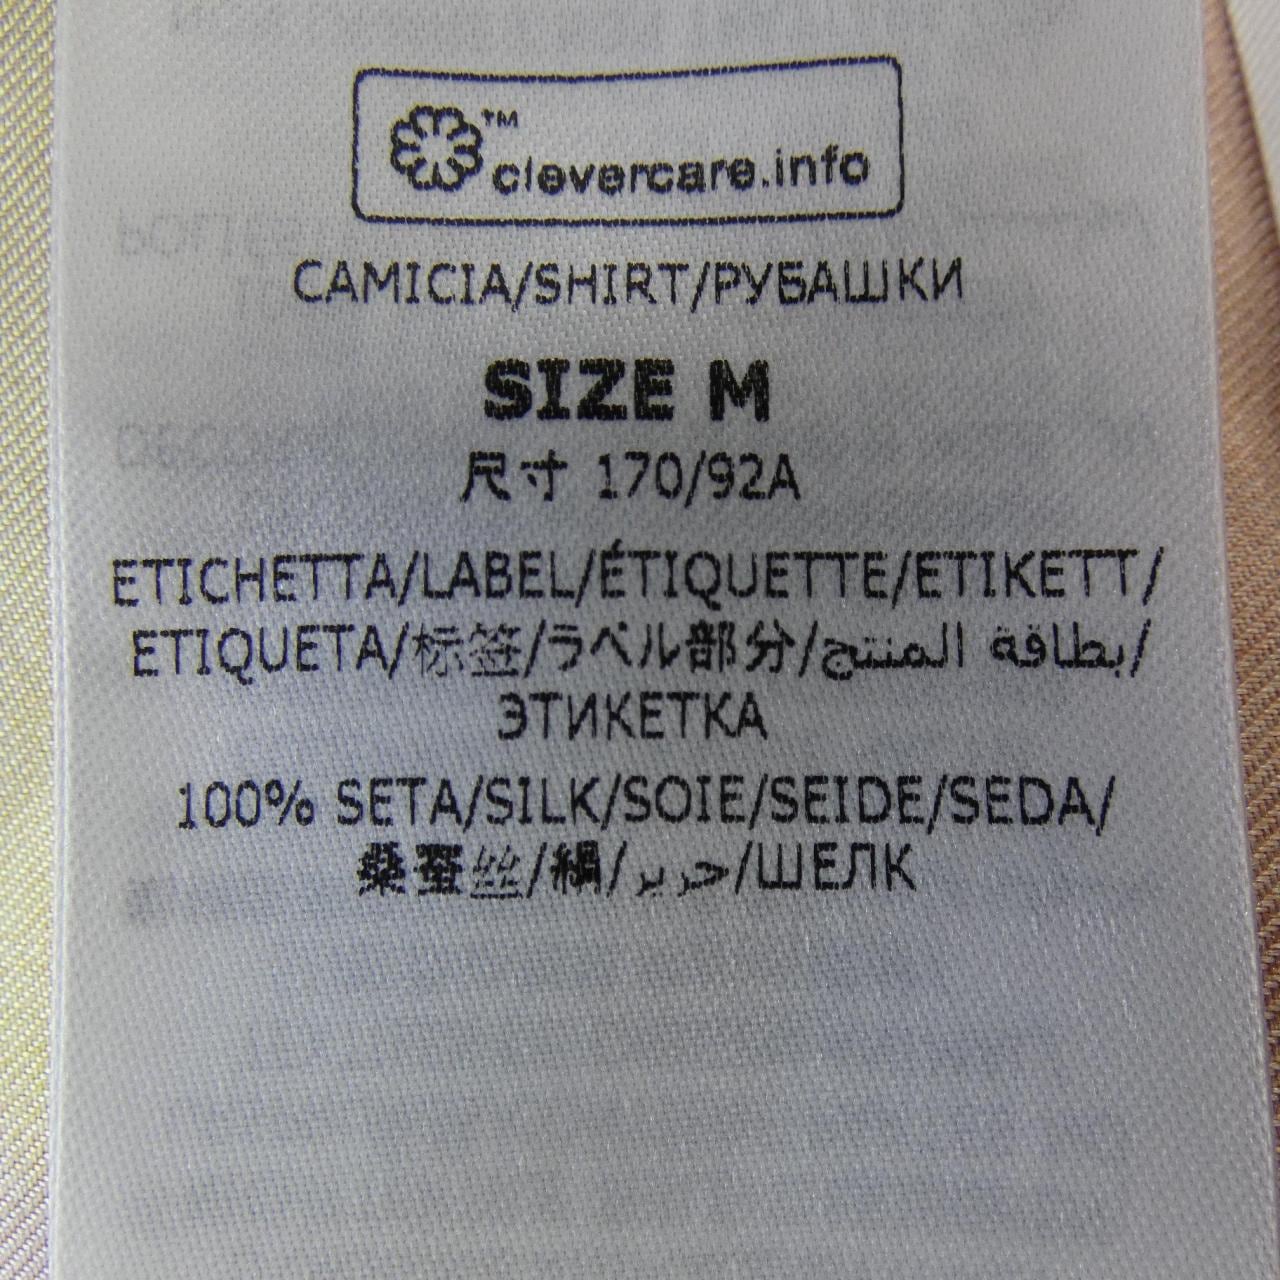 ™
clevercare.info
CAMICIA/SHIRT/РУБАШКИ
SIZE M
尺寸 170/92A
ETICHETTA/LABEL/ÉTIQUETTE/ETIKETT/
ETIQUETA/标签/ラベル部分/بطاقة المنتج/
ЭТИКЕТКА
100% SETA/SILK/SOIE/SEIDE/SEDA/
桑蚕丝/絹/حرير/ШЕЛК